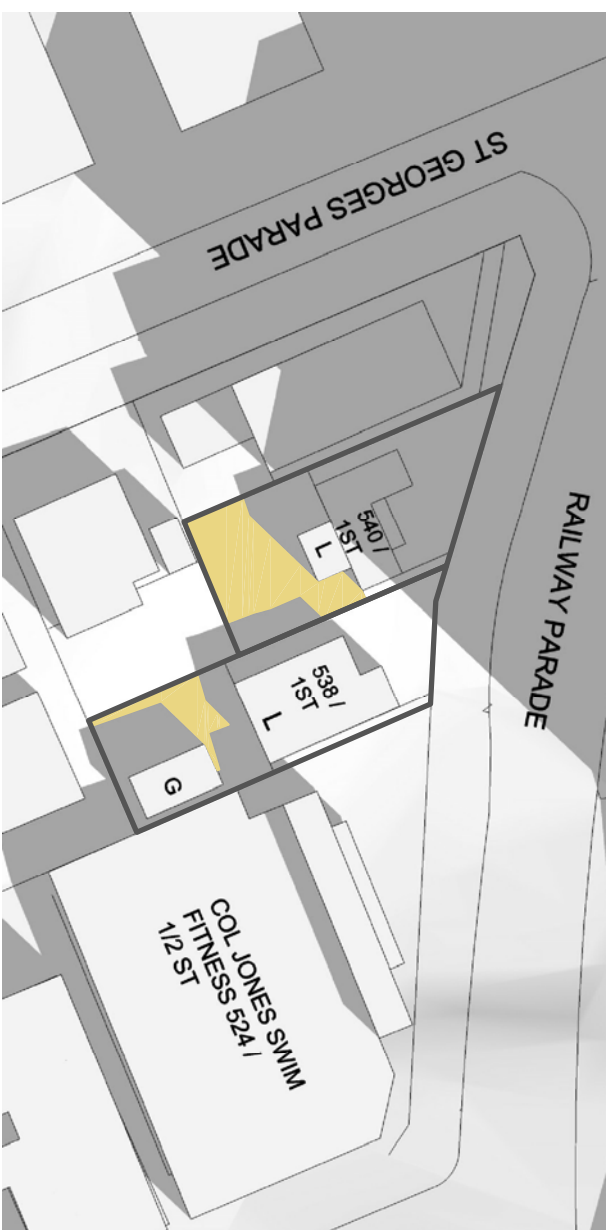 ST GEORGES PARADE
RAILWAY PARADE
540 /
1ST
L
538 /
1ST
L
G
COL JONES SWIM
FITNESS 524 /
1/2 ST